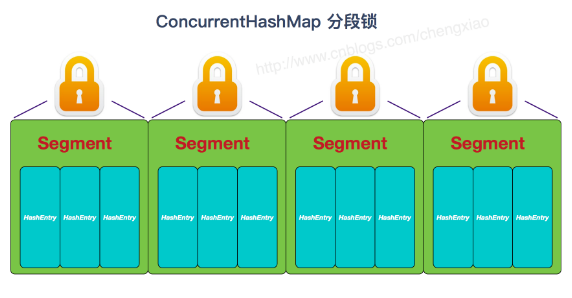 ConcurrentHashMap 分段锁
http://www.cnblogs.com/chengxiao
Segment Segment Segment Segment
HashEntry HashEntry HashEntry HashEntry HashEntry HashEntry HashEntry HashEntry HashEntry HashEntry HashEntry HashEntry